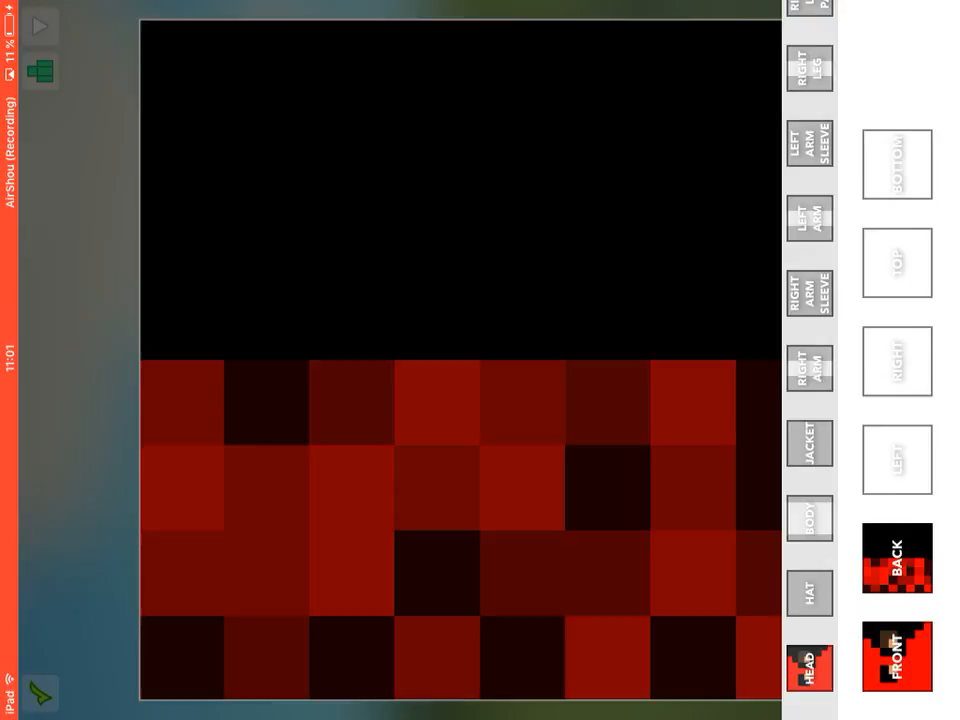 iPad
11:01
AirShou (Recording)
11 %
HEAD
HAT
BODY
JACKET
RIGHT
ARM
RIGHT
ARM
SLEEVE
LEFT
ARM
LEFT
ARM
SLEEVE
RIGHT
LEG
FRONT
BACK
LEFT
RIGHT
TOP
BOTTOM